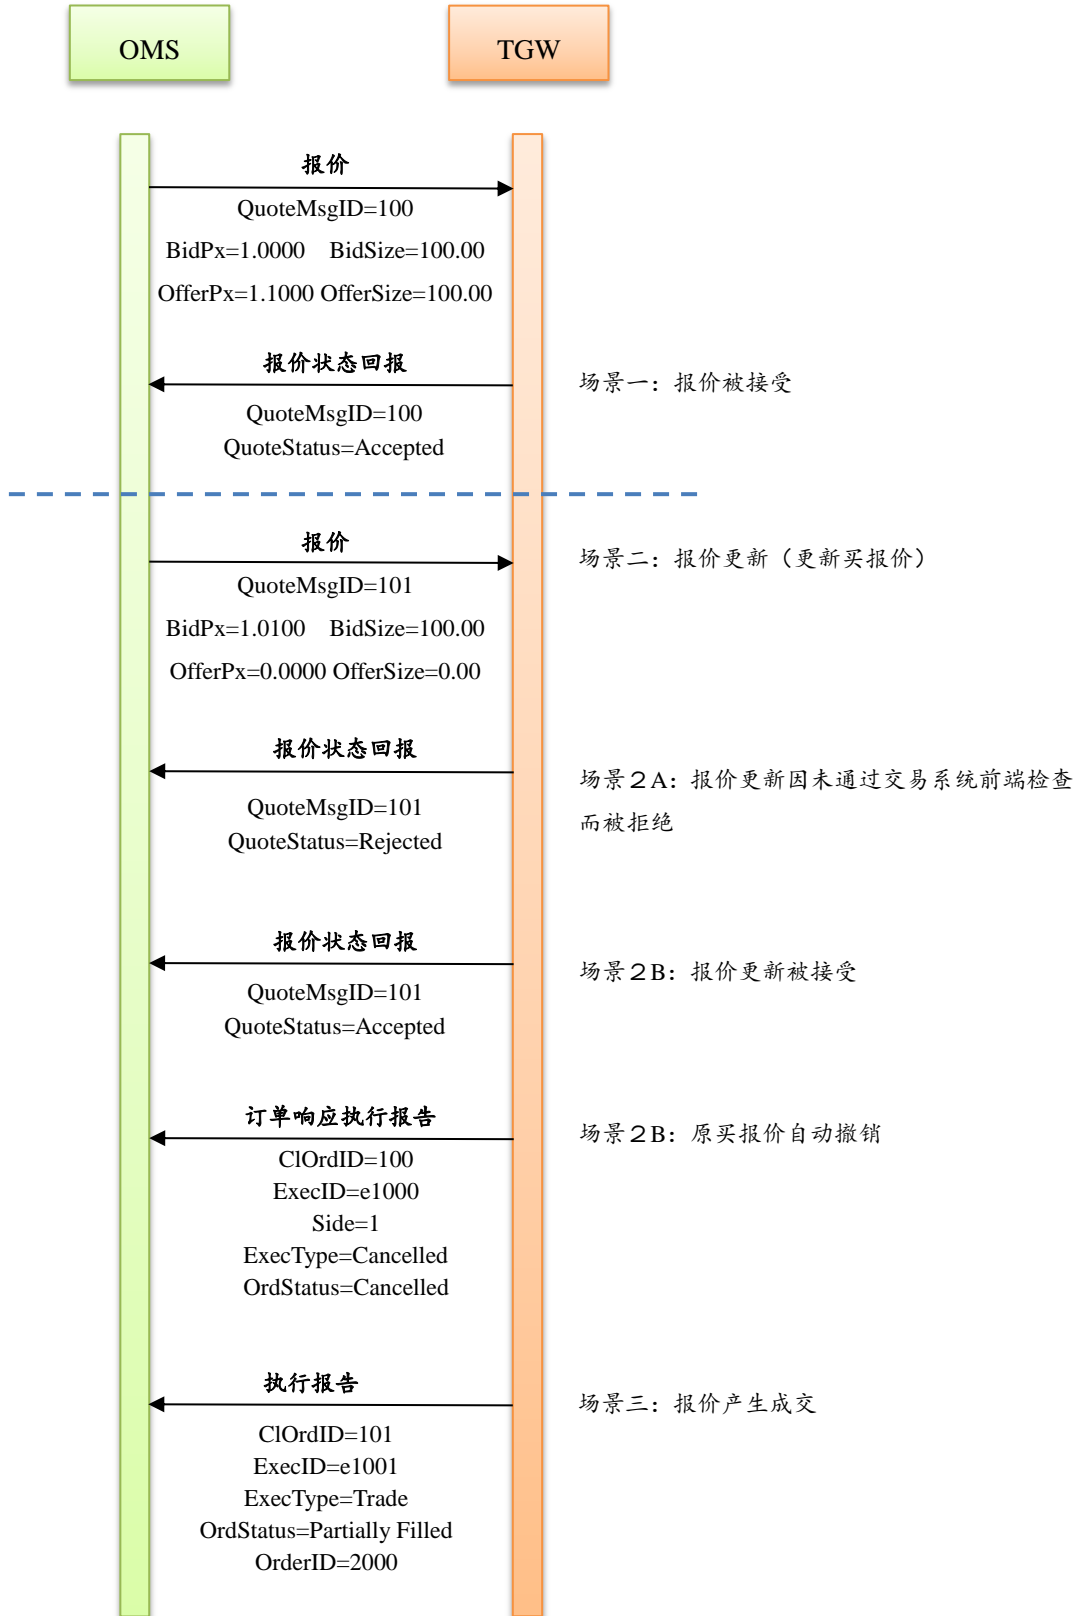 OMS
TGW
报价
QuoteMsgID=100
BidPx=1.0000 BidSize=100.00
OfferPx=1.1000 OfferSize=100.00
报价状态回报
场景一：报价被接受
QuoteMsgID=100
QuoteStatus=Accepted
报价
场景二：报价更新（更新买报价）
QuoteMsgID=101
BidPx=1.0100 BidSize=100.00
OfferPx=0.0000 OfferSize=0.00
报价状态回报
场景２A：报价更新因未通过交易系统前端检查
而被拒绝
QuoteMsgID=101
QuoteStatus=Rejected
报价状态回报
场景２B：报价更新被接受
QuoteMsgID=101
QuoteStatus=Accepted
订单响应执行报告
场景２B：原买报价自动撤销
ClOrdID=100
ExecID=e1000
Side=1
ExecType=Cancelled
OrdStatus=Cancelled
执行报告
场景三：报价产生成交
ClOrdID=101
ExecID=e1001
ExecType=Trade
OrdStatus=Partially Filled
OrderID=2000